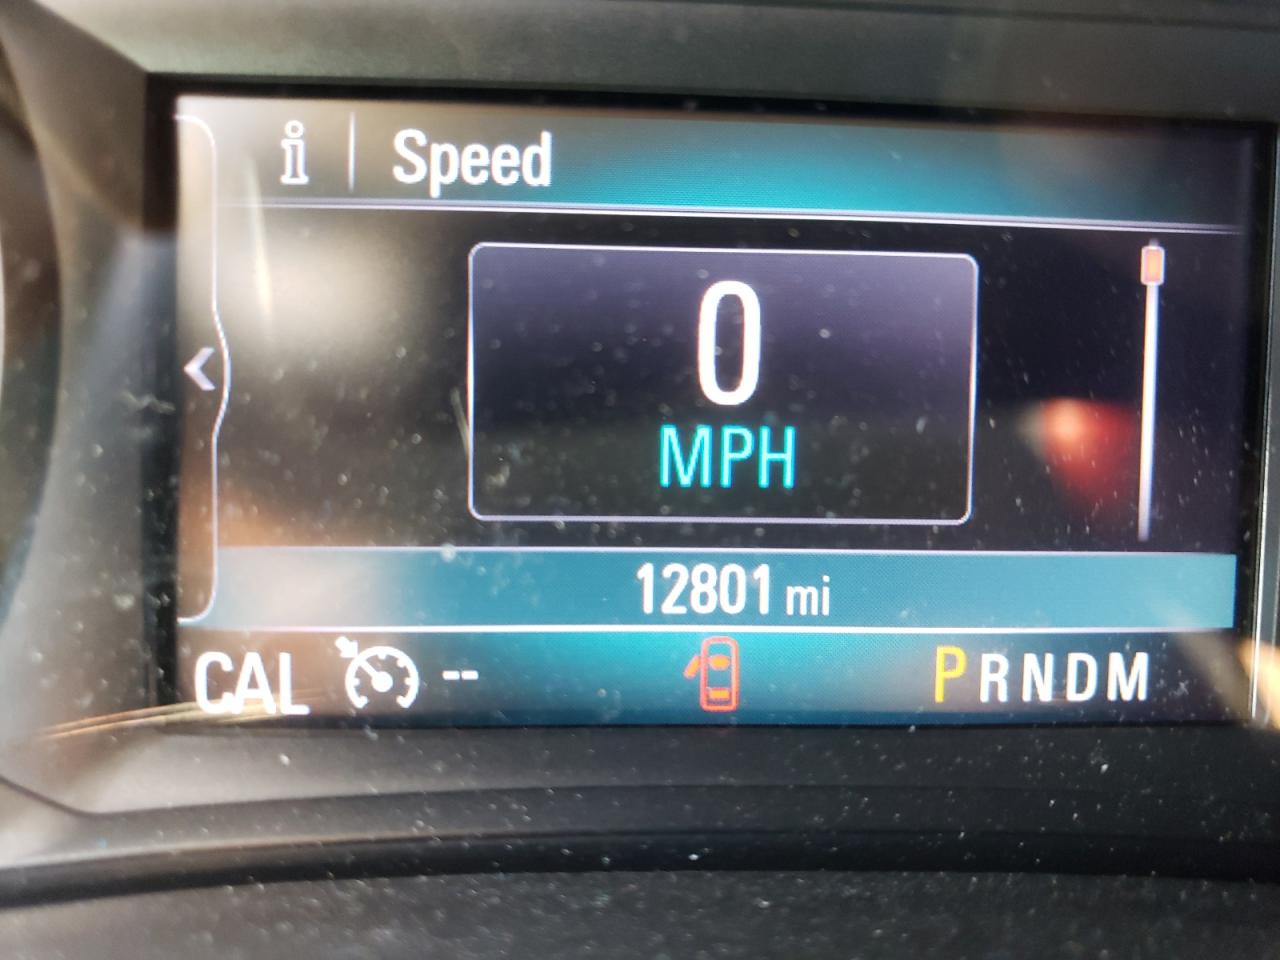 i | Speed
0
MPH
12801 mi
CAL -- PRNDM